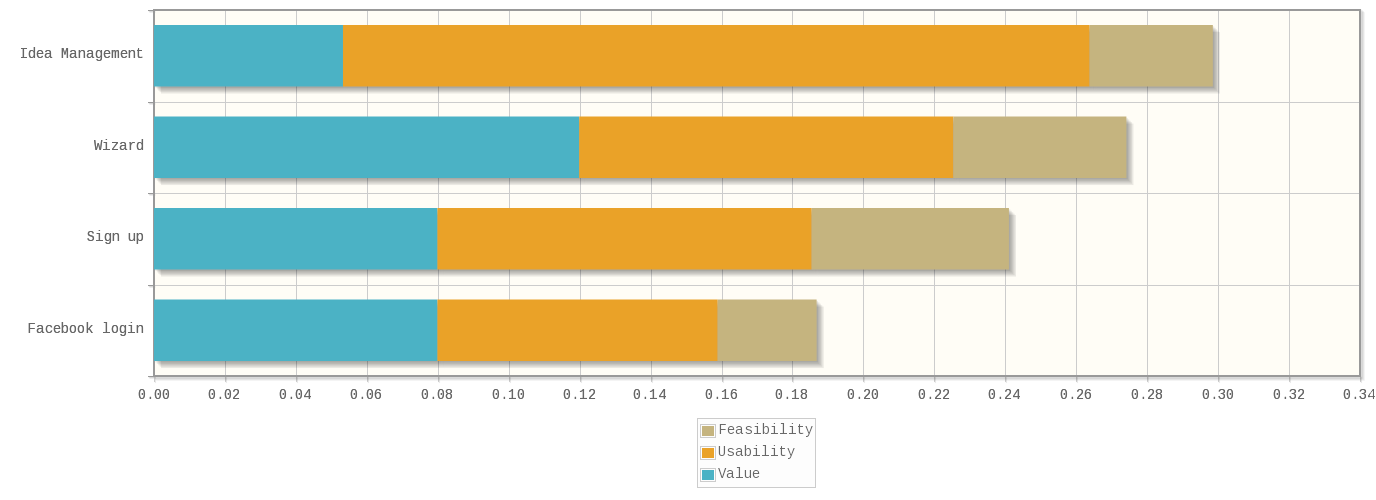 Idea Management
Wizard
Sign up
Facebook login
0.00 0.02 0.04 0.06 0.08 0.10 0.12 0.14 0.16 0.18 0.20 0.22 0.24 0.26 0.28 0.30 0.32 0.34
Feasibility
Usability
Value